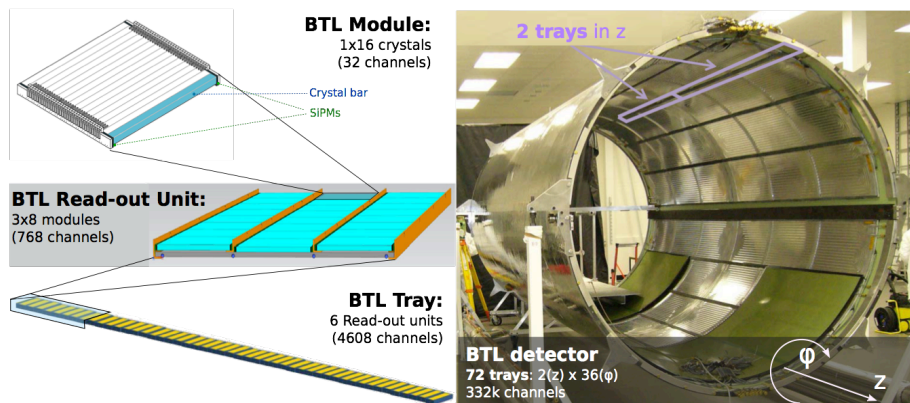 BTL Module:
1x16 crystals
(32 channels)
Crystal bar
SiPMs
BTL Read-out Unit:
3x8 modules
(768 channels)
BTL Tray:
6 Read-out units
(4608 channels)
2 trays in z
BTL detector
72 trays: 2(z) x 36(φ)
332k channels
φ
z